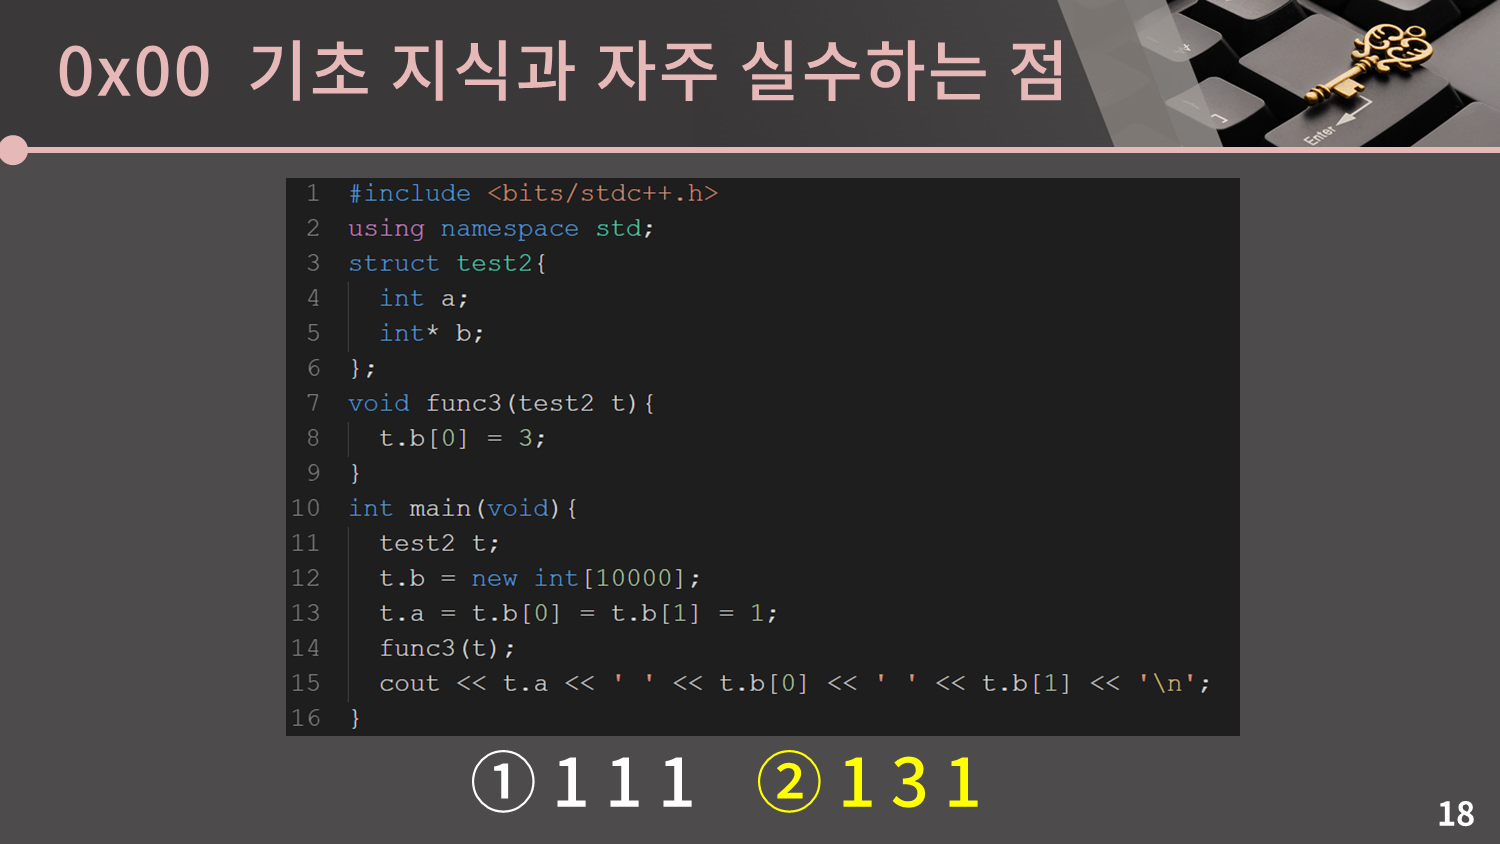 0x00 기초 지식과 자주 실수하는 점
Enter
1 #include <bits/stdc++.h>
2 using namespace std;
3 struct test2{
4   int a;
5   int* b;
6 };
7 void func3(test2 t){
8   t.b[0] = 3;
9 }
10 int main(void){
11   test2 t;
12   t.b = new int[10000];
13   t.a = t.b[0] = t.b[1] = 1;
14   func3(t);
15   cout << t.a << ' ' << t.b[0] << ' ' << t.b[1] << '\n';
16 }
① 1 1 1 ② 1 3 1
18